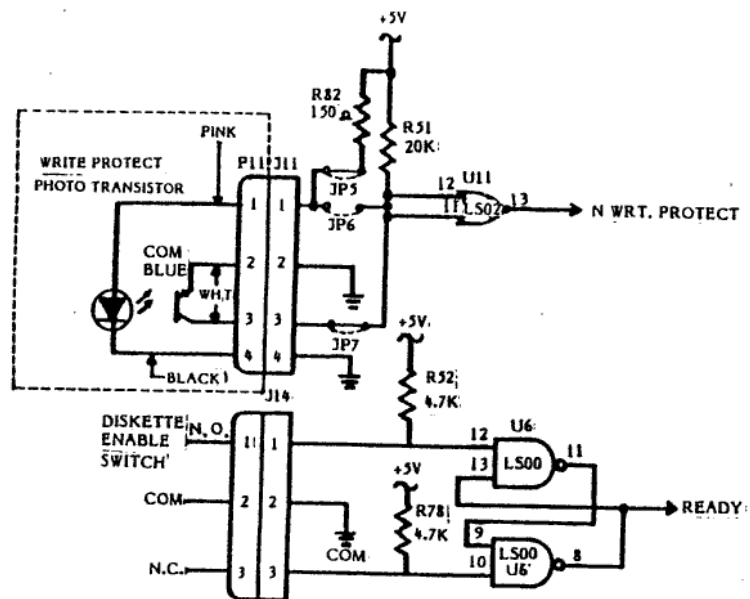 +5V
R82
150
Ω
R51
20K
PINK
WRITE PROTECT
PHOTO TRANSISTOR
P11 J11
JP5
JP6
U11
12
11
LS02
13
N WRT. PROTECT
1 1
COM
BLUE
2 2
WHT
3 3
JP7
4 4
BLACK
+5V
R52
4.7K
J14
DISKETTE
ENABLE
SWITCH
N.O.
1
12
U6
13
LS00
11
COM
2 2
+5V
R78
4.7K
READY
COM
9
N.C.
3 3
10
LS00
U6
8